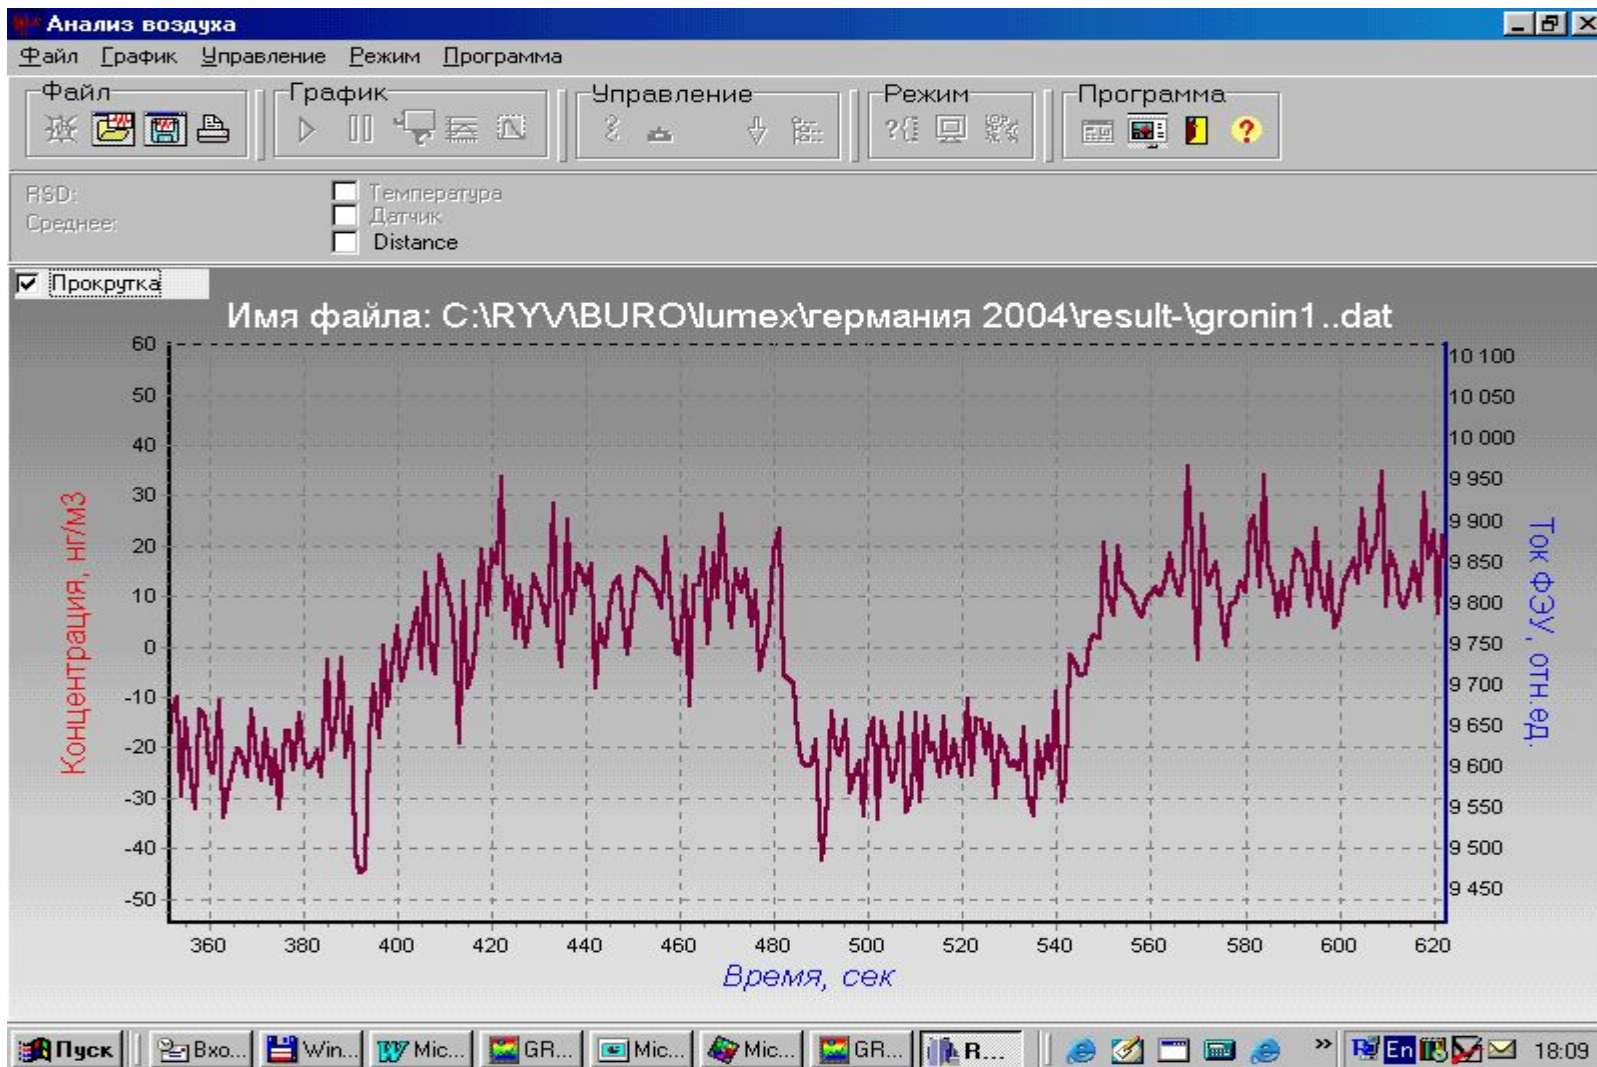 Анализ воздуха
Файл График Управление Режим Программа
Файл График Управление Режим Программа
RSD:
Среднее:
Температура
Датчик
Distance
Прокрутка
Имя файла: C:\RYV\BURO\lumex\германия 2004\result-\gronin1..dat
60
50
40
30
20
10
0
-10
-20
-30
-40
-50
Концентрация, нг/м3
10 100
10 050
10 000
9 950
9 900
9 850
9 800
9 750
9 700
9 650
9 600
9 550
9 500
9 450
Ток ФЭУ, отн.ед.
360 380 400 420 440 460 480 500 520 540 560 580 600 620
Время, сек
Пуск Вхо... Win... Mic... GR... Mic... Mic... GR... R... » En 18:09